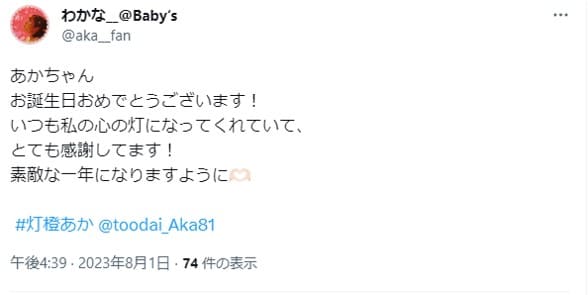 わかな__@Baby's
@aka__fan
あかちゃん
お誕生日おめでとうございます！
いつも私の心の灯になってくれていて、
とても感謝してます！
素敵な一年になりますように🫶🏻
#灯橙あか @toodai_Aka81
午後4:39 · 2023年8月1日 · 74 件の表示